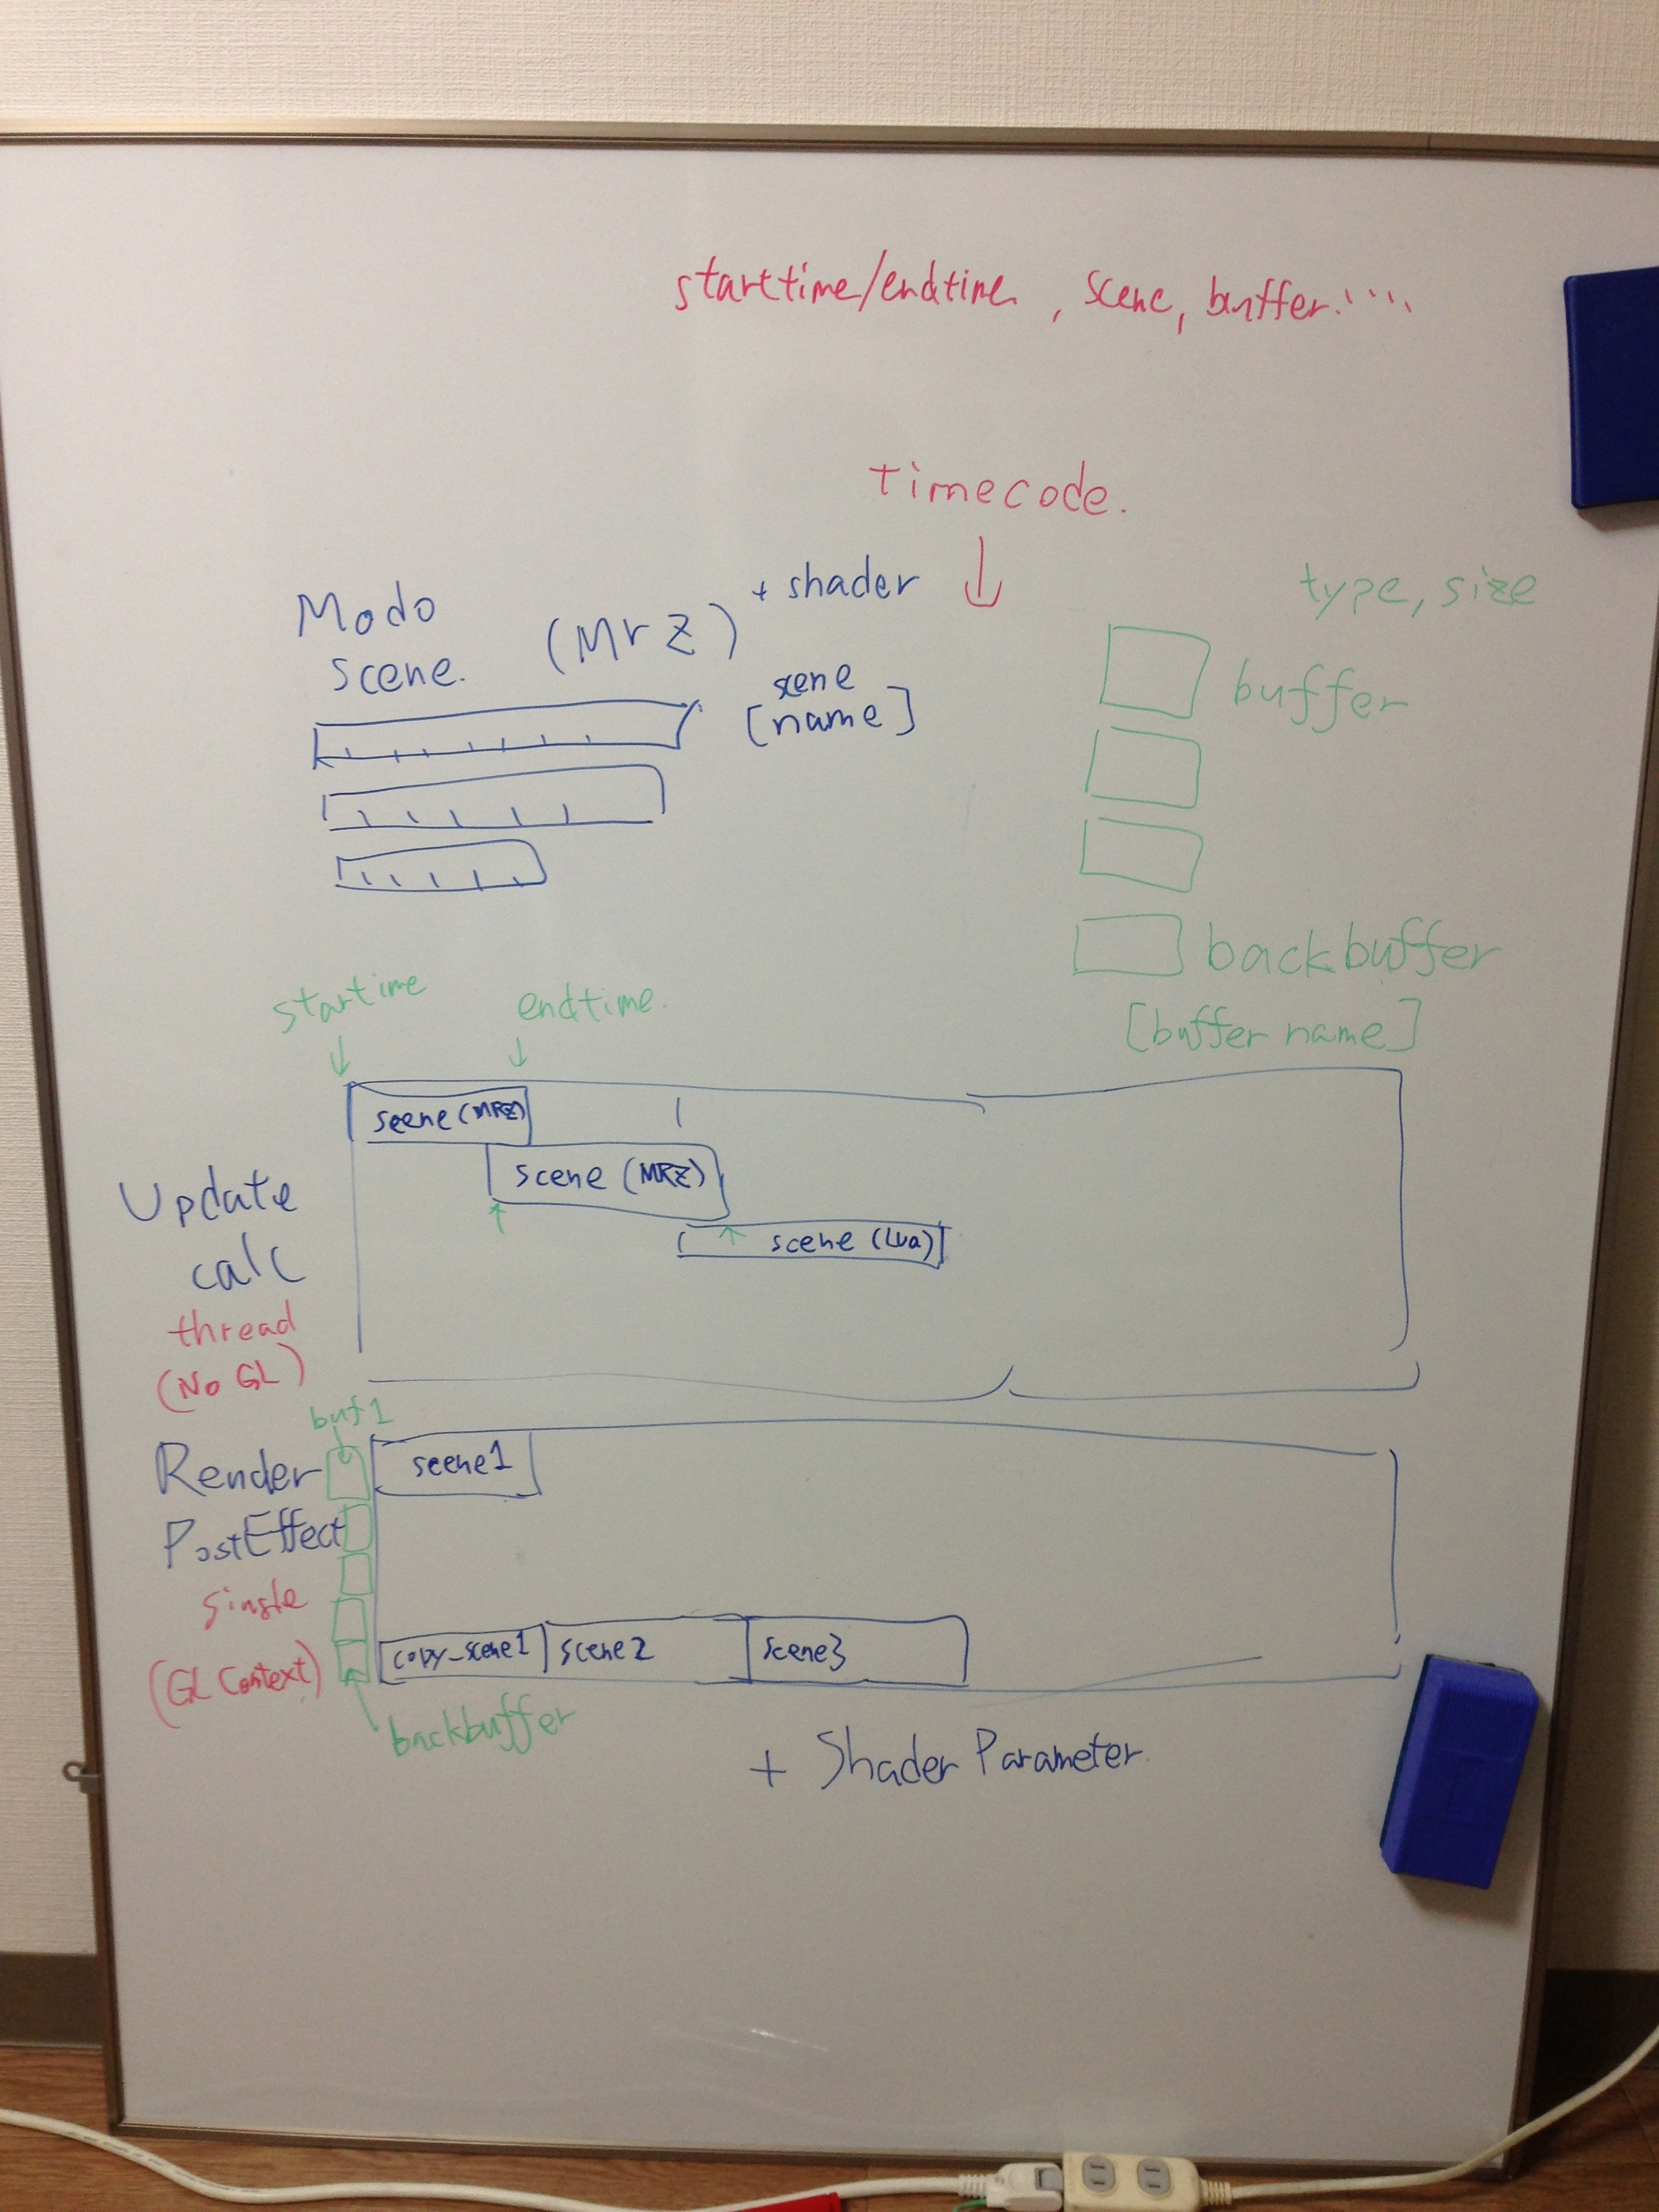 starttime/endtime, scene, buffer.....
timecode.
Modo
scene.
(MrZ)
+ shader
scene
[name]
type, size
buffer
backbuffer
[buffer name]
startime
endtime.
scene (MRZ)
scene (MRZ)
scene (Lua)
Update
calc
thread
(No GL)
buf1
Render
PostEffect
single
(GL Context)
scene1
copy_scene1
scene2
scene3
backbuffer
+ Shader Parameter.